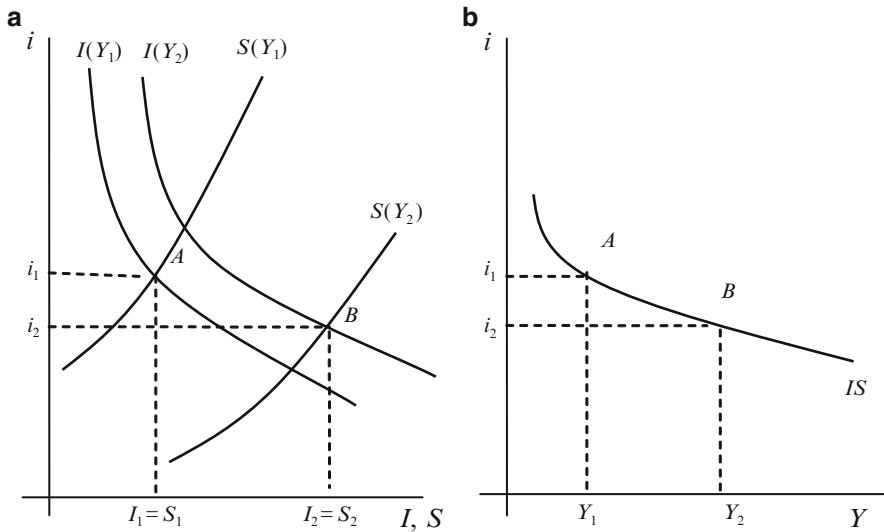 a
i
I(Y₁)
I(Y₂)
S(Y₁)
S(Y₂)
A
i₁
B
i₂
I₁ = S₁
I₂ = S₂
I, S
b
i
A
i₁
B
i₂
IS
Y₁
Y₂
Y